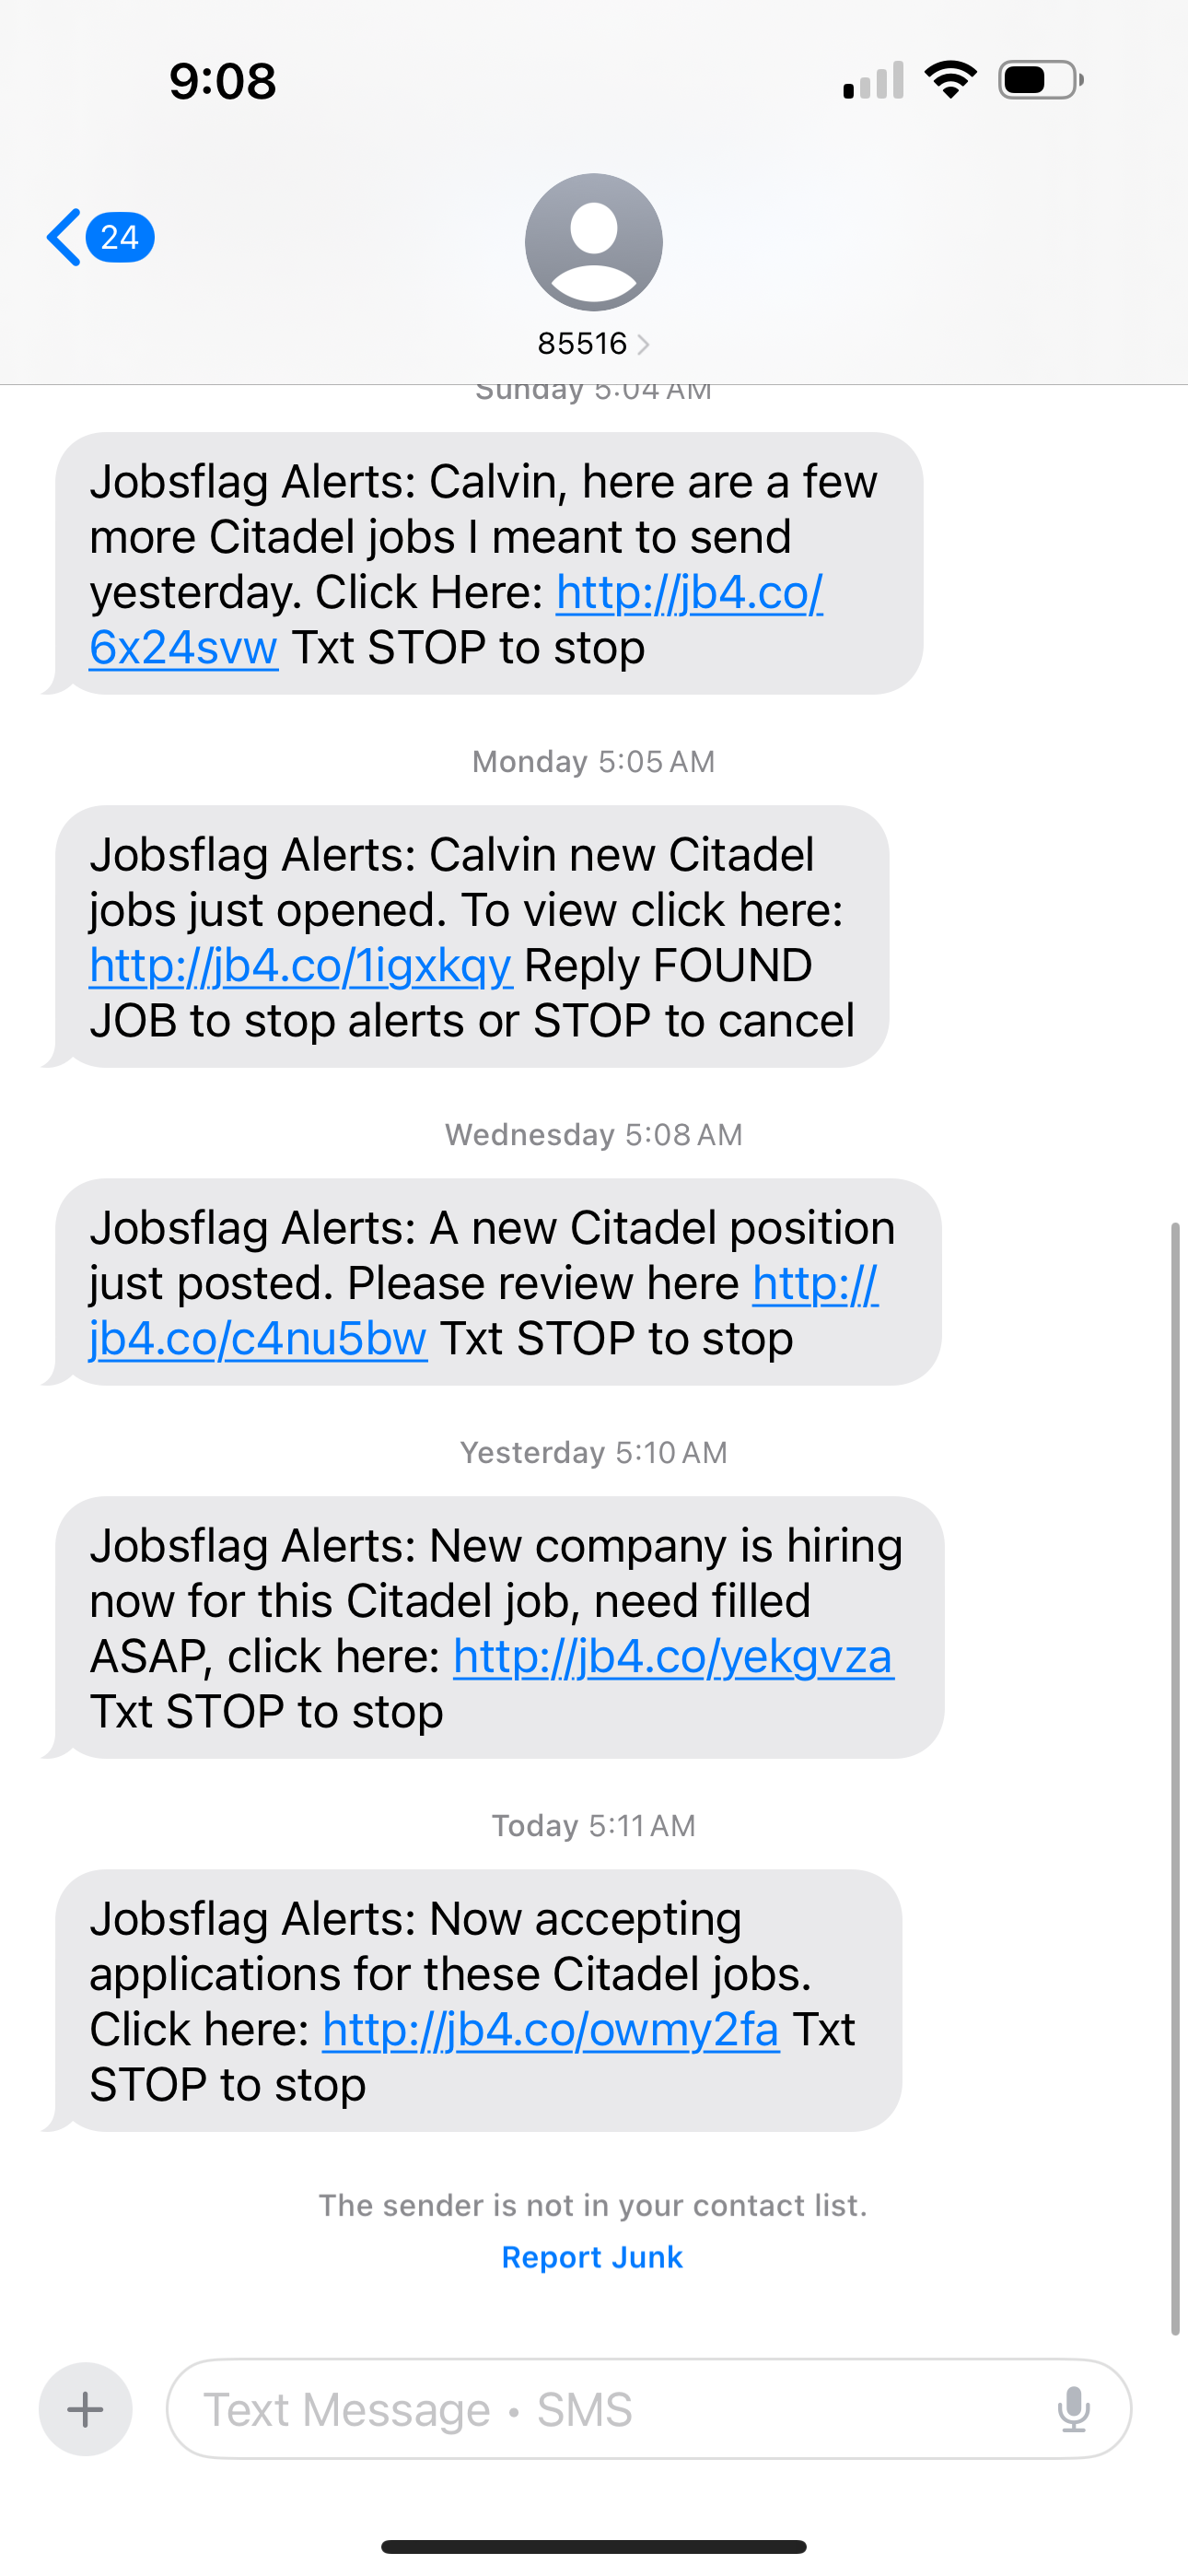 9:08
24
85516
Sunday 5:04 AM
Jobsflag Alerts: Calvin, here are a few
more Citadel jobs I meant to send
yesterday. Click Here: http://jb4.co/
6x24svw Txt STOP to stop
Monday 5:05 AM
Jobsflag Alerts: Calvin new Citadel
jobs just opened. To view click here:
http://jb4.co/1igxkqy Reply FOUND
JOB to stop alerts or STOP to cancel
Wednesday 5:08 AM
Jobsflag Alerts: A new Citadel position
just posted. Please review here http://
jb4.co/c4nu5bw Txt STOP to stop
Yesterday 5:10 AM
Jobsflag Alerts: New company is hiring
now for this Citadel job, need filled
ASAP, click here: http://jb4.co/yekgvza
Txt STOP to stop
Today 5:11 AM
Jobsflag Alerts: Now accepting
applications for these Citadel jobs.
Click here: http://jb4.co/owmy2fa Txt
STOP to stop
The sender is not in your contact list.
Report Junk
Text Message • SMS